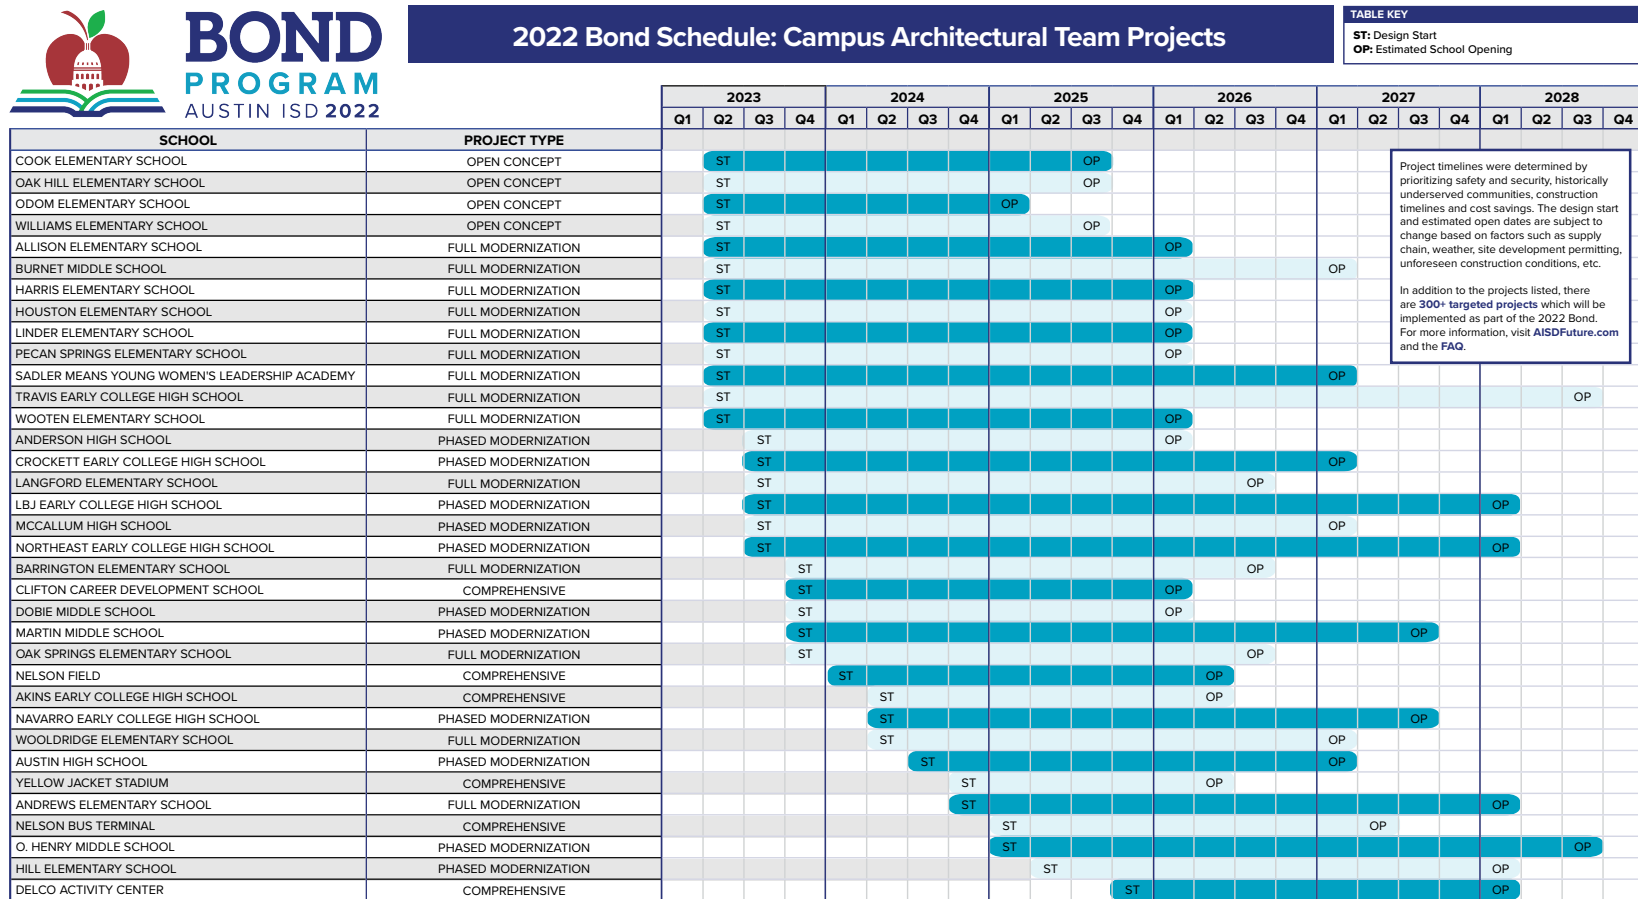 BOND
PROGRAM
AUSTIN ISD 2022
2022 Bond Schedule: Campus Architectural Team Projects
TABLE KEY
ST: Design Start
OP: Estimated School Opening
2023 2024 2025 2026 2027 2028
SCHOOL PROJECT TYPE Q1 Q2 Q3 Q4 Q1 Q2 Q3 Q4 Q1 Q2 Q3 Q4 Q1 Q2 Q3 Q4 Q1 Q2 Q3 Q4 Q1 Q2 Q3 Q4
COOK ELEMENTARY SCHOOL OPEN CONCEPT ST OP
OAK HILL ELEMENTARY SCHOOL OPEN CONCEPT ST OP
ODOM ELEMENTARY SCHOOL OPEN CONCEPT ST OP
WILLIAMS ELEMENTARY SCHOOL OPEN CONCEPT ST OP
ALLISON ELEMENTARY SCHOOL FULL MODERNIZATION ST OP
BURNET MIDDLE SCHOOL FULL MODERNIZATION ST OP
HARRIS ELEMENTARY SCHOOL FULL MODERNIZATION ST OP
HOUSTON ELEMENTARY SCHOOL FULL MODERNIZATION ST OP
LINDER ELEMENTARY SCHOOL FULL MODERNIZATION ST OP
PECAN SPRINGS ELEMENTARY SCHOOL FULL MODERNIZATION ST OP
SADLER MEANS YOUNG WOMEN'S LEADERSHIP ACADEMY FULL MODERNIZATION ST OP
TRAVIS EARLY COLLEGE HIGH SCHOOL FULL MODERNIZATION ST OP
WOOTEN ELEMENTARY SCHOOL FULL MODERNIZATION ST OP
ANDERSON HIGH SCHOOL PHASED MODERNIZATION ST OP
CROCKETT EARLY COLLEGE HIGH SCHOOL PHASED MODERNIZATION ST OP
LANGFORD ELEMENTARY SCHOOL FULL MODERNIZATION ST OP
LBJ EARLY COLLEGE HIGH SCHOOL PHASED MODERNIZATION ST OP
MCCALLUM HIGH SCHOOL PHASED MODERNIZATION ST OP
NORTHEAST EARLY COLLEGE HIGH SCHOOL PHASED MODERNIZATION ST OP
BARRINGTON ELEMENTARY SCHOOL FULL MODERNIZATION ST OP
CLIFTON CAREER DEVELOPMENT SCHOOL COMPREHENSIVE ST OP
DOBIE MIDDLE SCHOOL PHASED MODERNIZATION ST OP
MARTIN MIDDLE SCHOOL PHASED MODERNIZATION ST OP
OAK SPRINGS ELEMENTARY SCHOOL FULL MODERNIZATION ST OP
NELSON FIELD COMPREHENSIVE ST OP
AKINS EARLY COLLEGE HIGH SCHOOL COMPREHENSIVE ST OP
NAVARRO EARLY COLLEGE HIGH SCHOOL PHASED MODERNIZATION ST OP
WOOLDRIDGE ELEMENTARY SCHOOL FULL MODERNIZATION ST OP
AUSTIN HIGH SCHOOL PHASED MODERNIZATION ST OP
YELLOW JACKET STADIUM COMPREHENSIVE ST OP
ANDREWS ELEMENTARY SCHOOL FULL MODERNIZATION ST OP
NELSON BUS TERMINAL COMPREHENSIVE ST OP
O. HENRY MIDDLE SCHOOL PHASED MODERNIZATION ST OP
HILL ELEMENTARY SCHOOL PHASED MODERNIZATION ST OP
DELCO ACTIVITY CENTER COMPREHENSIVE ST OP
Project timelines were determined by
prioritizing safety and security, historically
underserved communities, construction
timelines and cost savings. The design start
and estimated open dates are subject to
change based on factors such as supply
chain, weather, site development permitting,
unforeseen construction conditions, etc.
In addition to the projects listed, there
are 300+ targeted projects which will be
implemented as part of the 2022 Bond.
For more information, visit AISDFuture.com
and the FAQ.